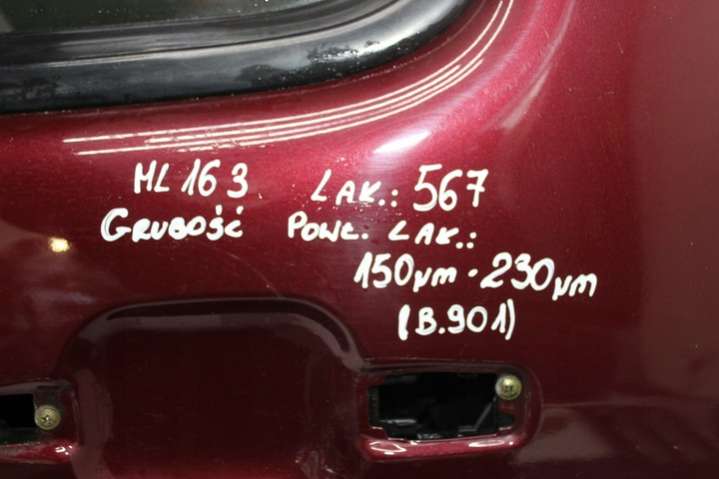 ML 163 LAK.: 567
GRUBOŚĆ POWŁ. LAK.:
150µm - 230µm
(B.901)